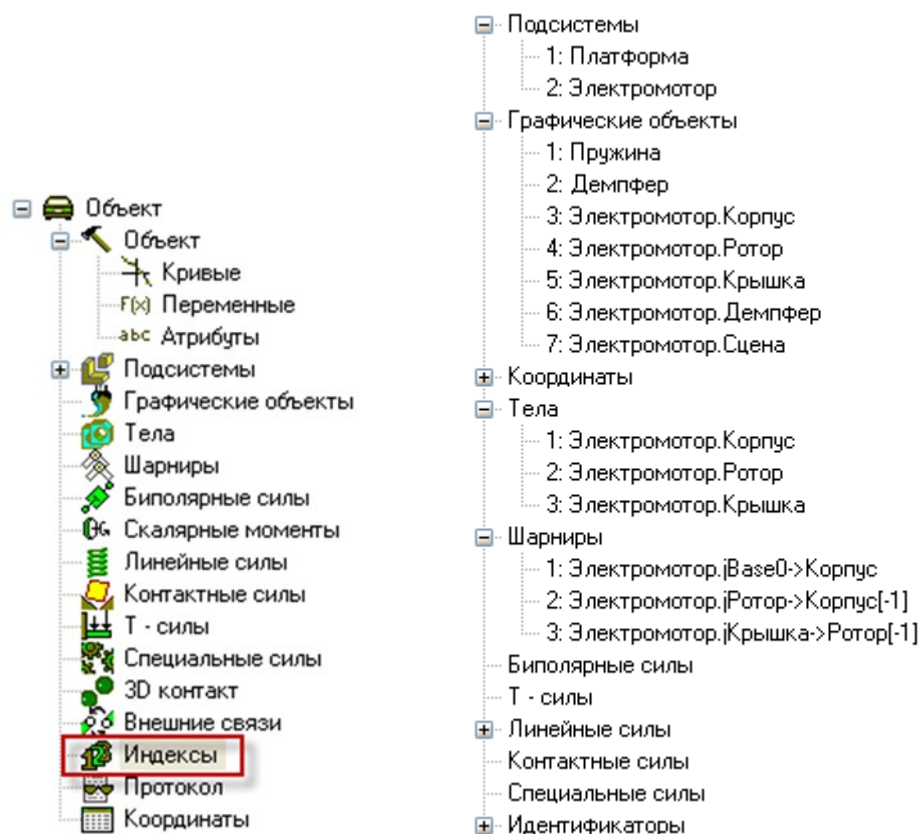 Объект
Объект
Кривые
F(x) Переменные
abc Атрибуты
Подсистемы
Графические объекты
Тела
Шарниры
Биполярные силы
Скалярные моменты
Линейные силы
Контактные силы
Т - силы
Специальные силы
3D контакт
Внешние связи
Индексы
Протокол
Координаты
Подсистемы
1: Платформа
2: Электромотор
Графические объекты
1: Пружина
2: Демпфер
3: Электромотор.Корпус
4: Электромотор.Ротор
5: Электромотор.Крышка
6: Электромотор.Демпфер
7: Электромотор.Сцена
Координаты
Тела
1: Электромотор.Корпус
2: Электромотор.Ротор
3: Электромотор.Крышка
Шарниры
1: Электромотор.jBase0->Корпус
2: Электромотор.jРотор->Корпус[-1]
3: Электромотор.jКрышка->Ротор[-1]
Биполярные силы
Т - силы
Линейные силы
Контактные силы
Специальные силы
Идентификаторы